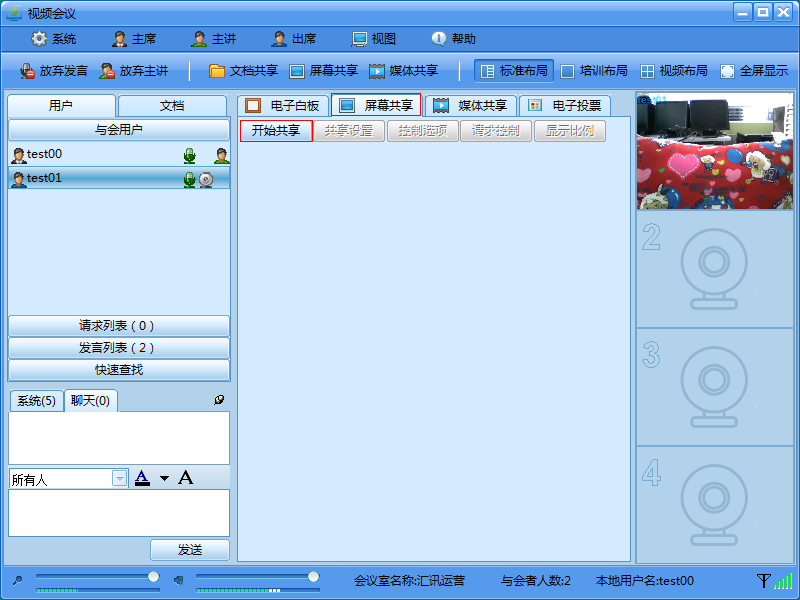 视频会议
系统 主席 主讲 出席 视图 帮助
放弃发言 放弃主讲 文档共享 屏幕共享 媒体共享 标准布局 培训布局 视频布局 全屏显示
用户 文档 电子白板 屏幕共享 媒体共享 电子投票
与会用户 开始共享 共享设置 控制选项 请求控制 显示比例
test00
test01
请求列表 ( 0 )
发言列表 ( 2 )
快速查找
系统(5) 聊天(0)
所有人 A A
发送
test01
2
3
4
会议室名称:汇讯运营 与会者人数:2 本地用户名:test00